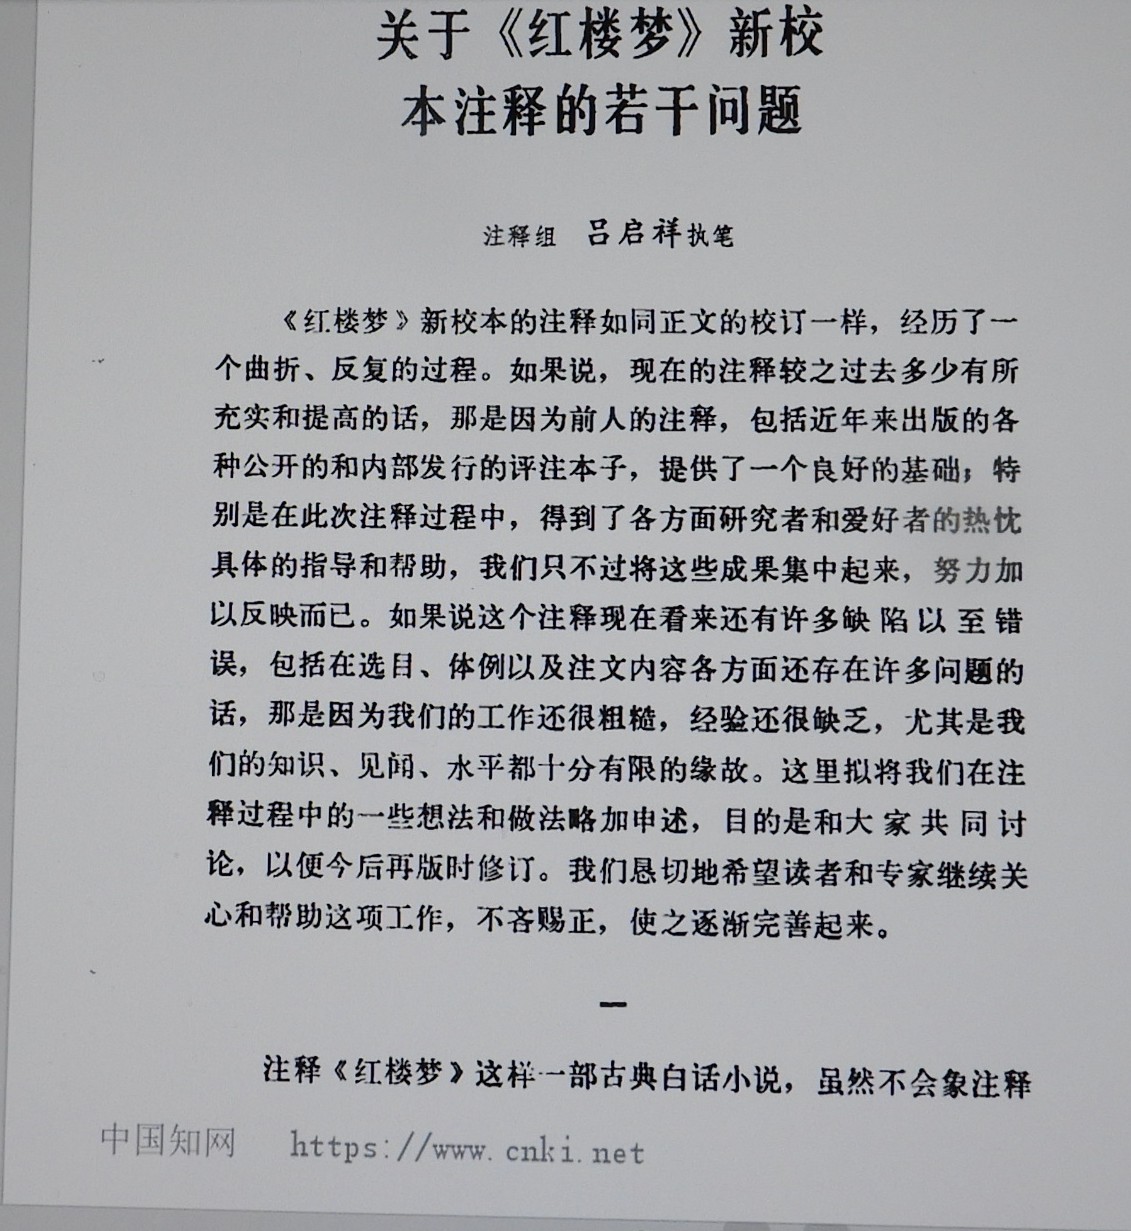 关于《红楼梦》新校
本注释的若干问题
注释组 吕启祥执笔
《红楼梦》新校本的注释如同正文的校订一样，经历了一
个曲折、反复的过程。如果说，现在的注释较之过去多少有所
充实和提高的话，那是因为前人的注释，包括近年来出版的各
种公开的和内部发行的评注本子，提供了一个良好的基础；特
别是在此次注释过程中，得到了各方面研究者和爱好者的热忱
具体的指导和帮助，我们只不过将这些成果集中起来，努力加
以反映而已。如果说这个注释现在看来还有许多缺陷以至错
误，包括在选目、体例以及注文内容各方面还存在许多问题的
话，那是因为我们的工作还很粗糙，经验还很缺乏，尤其是我
们的知识、见闻、水平都十分有限的缘故。这里拟将我们在注
释过程中的一些想法和做法略加申述，目的是和大家共同讨
论，以便今后再版时修订。我们恳切地希望读者和专家继续关
心和帮助这项工作，不吝赐正，使之逐渐完善起来。
一
注释《红楼梦》这样一部古典白话小说，虽然不会象注释
中国知网 https://www.cnki.net